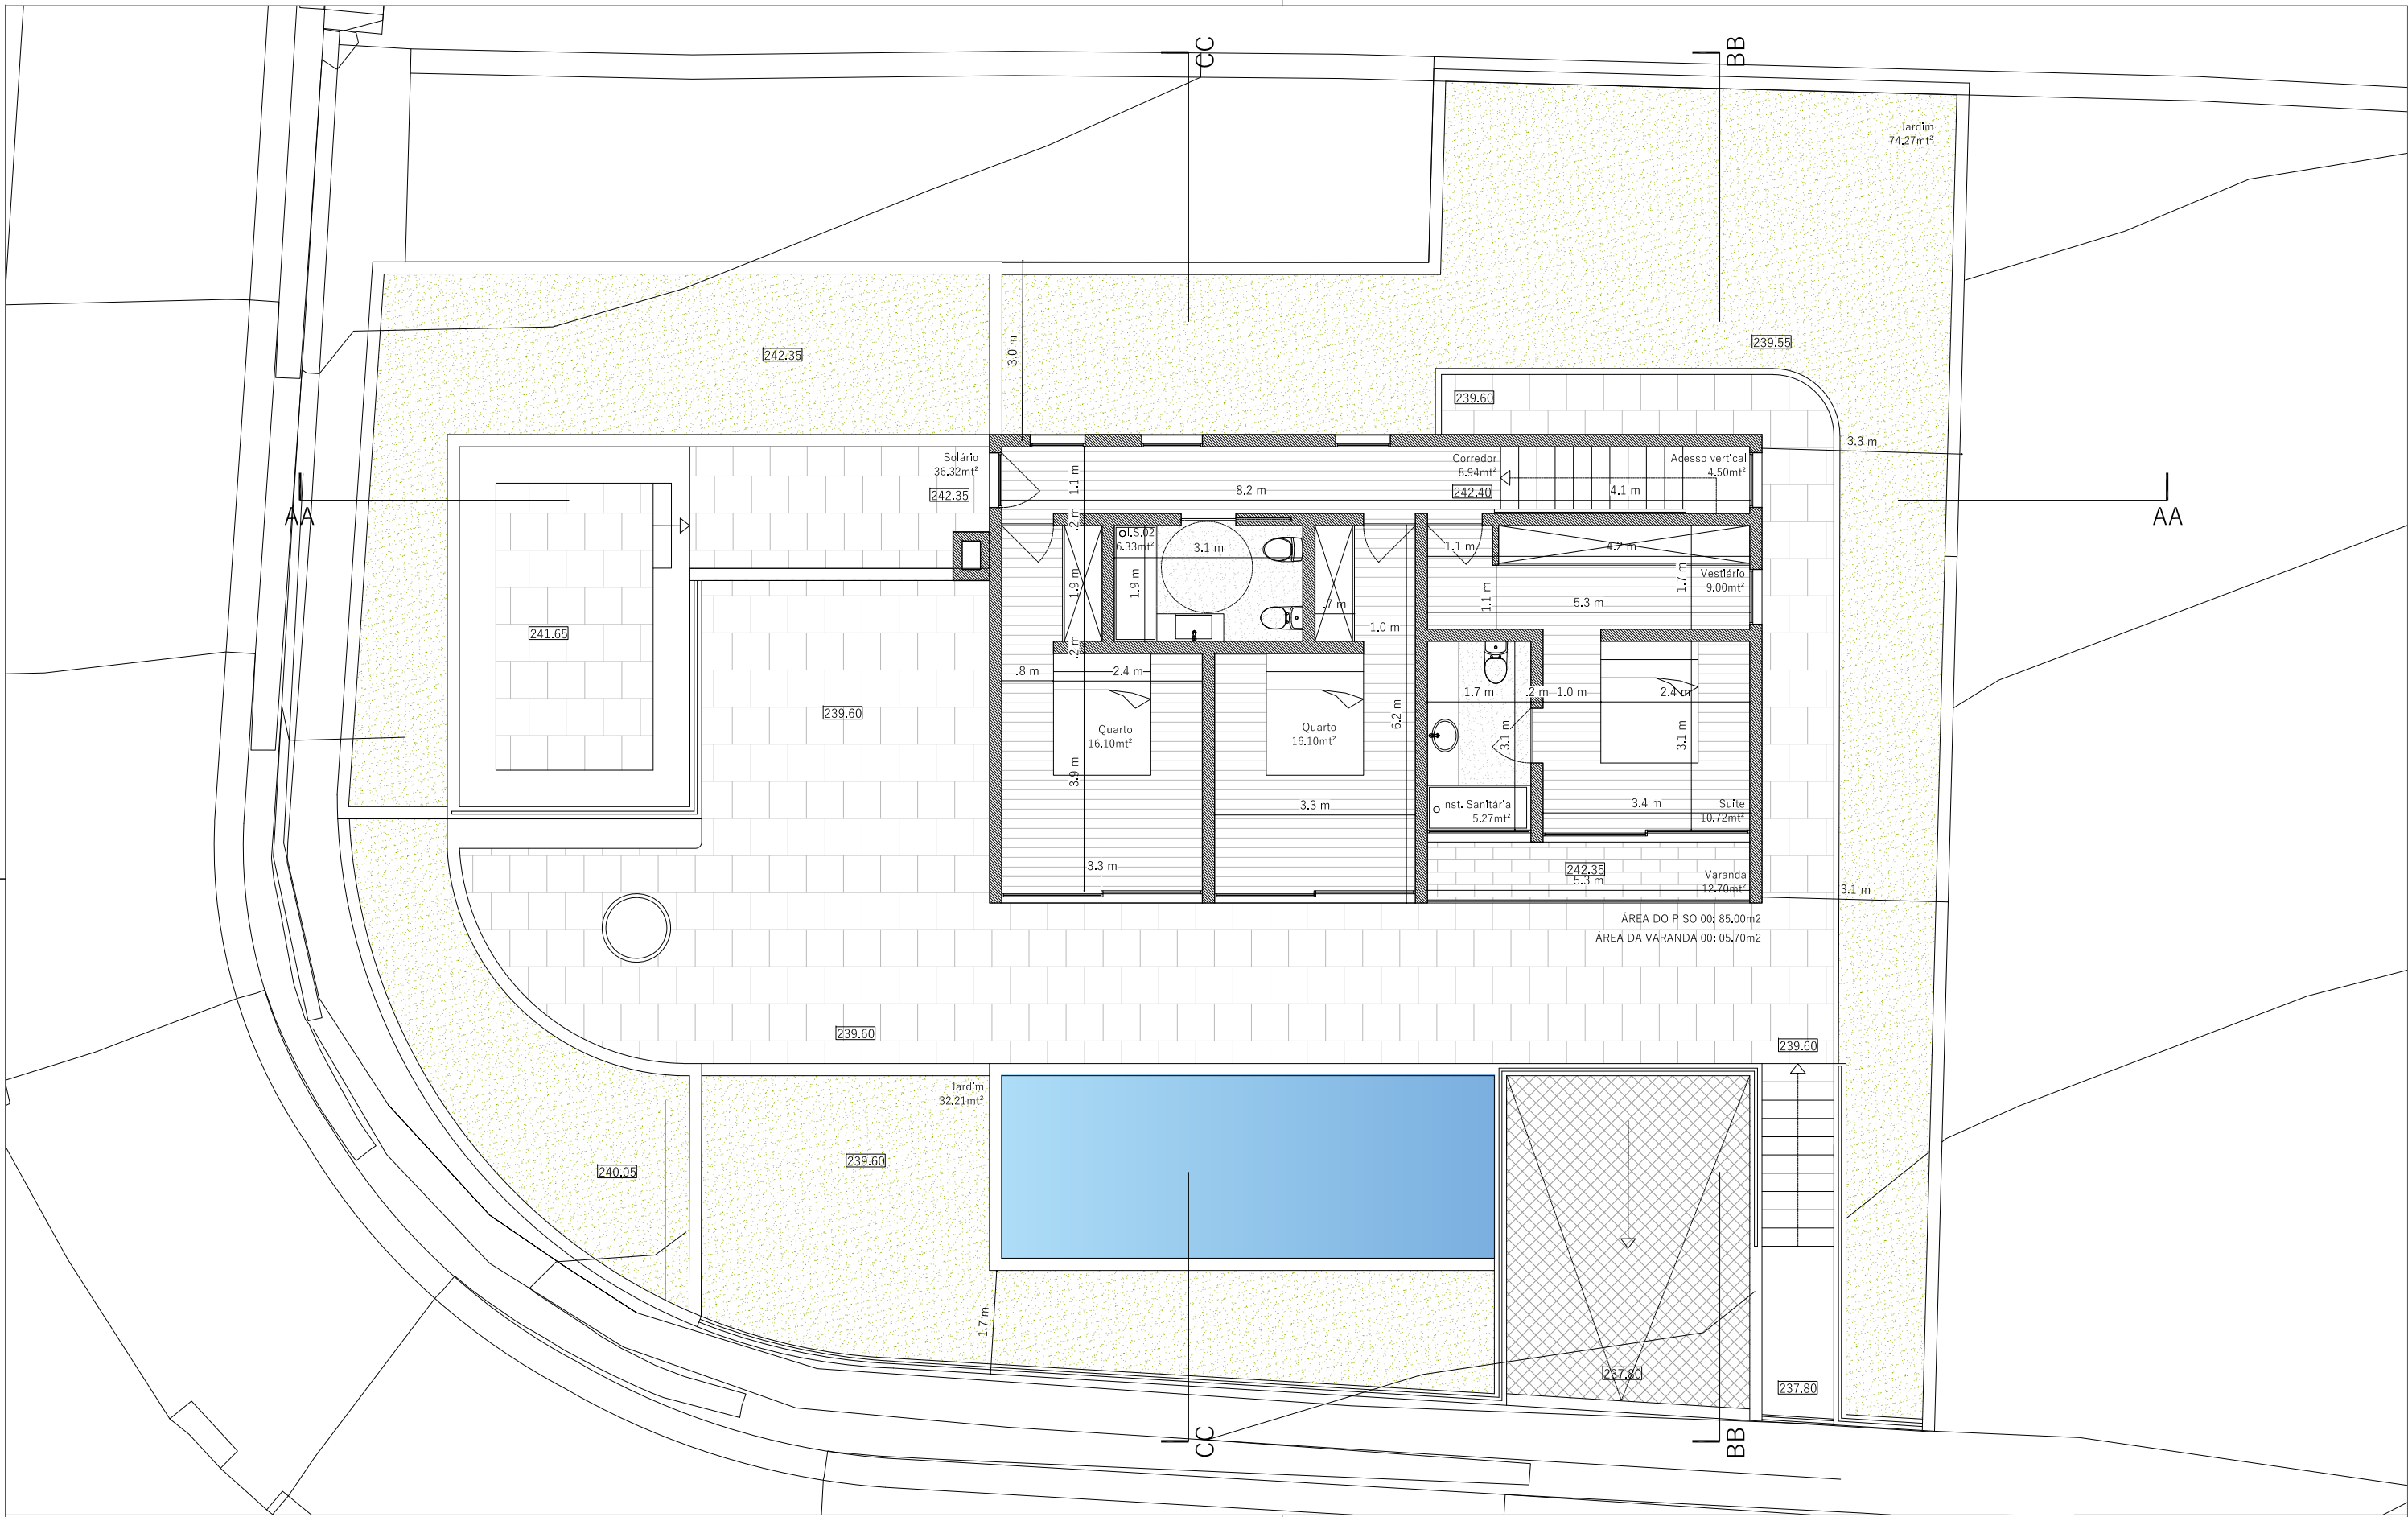 CC
BB
Jardim
74.27mt²
239.55
242.35
3.0 m
239.60
3.3 m
Solário
36.32mt²
242.35
1.1 m
8.2 m
Corredor
8.94mt²
242.40
Acesso vertical
4.50mt²
4.1 m
AA
AA
.2 m
I.S.02
6.33mt²
3.1 m
1.9 m
1.9 m
.7 m
1.0 m
1.1 m
4.2 m
Vestiário
9.00mt²
1.7 m
1.1 m
5.3 m
241.65
.2 m
.8 m
2.4 m
239.60
Quarto
16.10mt²
3.9 m
3.3 m
Quarto
16.10mt²
6.2 m
3.3 m
1.7 m
.2 m
1.0 m
2.4 m
3.1 m
3.1 m
Inst. Sanitária
5.27mt²
3.4 m
Suite
10.72mt²
242.35
5.3 m
Varanda
12.70mt²
3.1 m
ÁREA DO PISO 00: 85.00m2
ÁREA DA VARANDA 00: 05.70m2
239.60
239.60
Jardim
32.21mt²
239.60
240.05
1.7 m
237.80
237.80
CC
BB